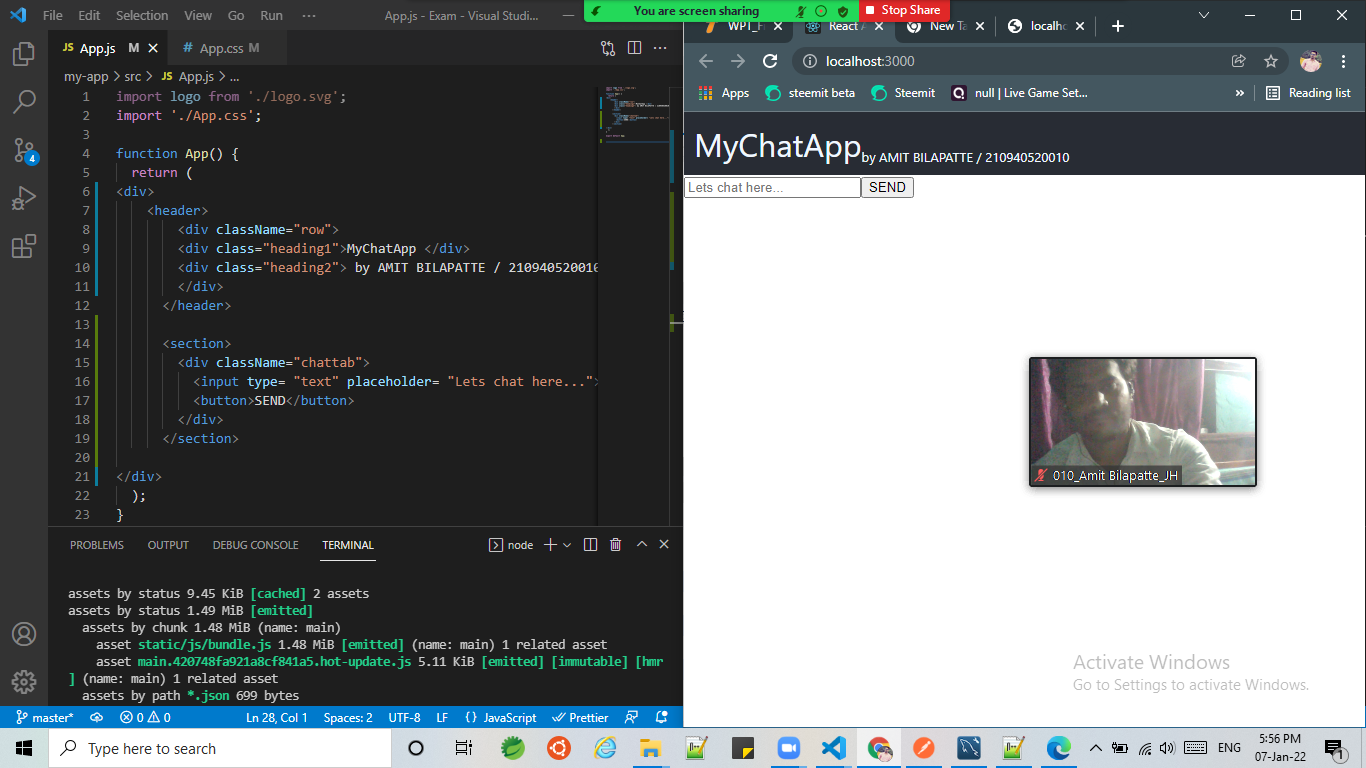 File Edit Selection View Go Run ··· App.js - Exam - Visual Studi...
You are screen sharing Stop Share
JS App.js M
# App.css M
my-app > src > JS App.js > ...
1 import logo from './logo.svg';
2 import './App.css';
3
4 function App() {
5 return (
6 <div>
7 <header>
8 <div className="row">
9 <div class="heading1">MyChatApp </div>
10 <div class="heading2"> by AMIT BILAPATTE / 210940520010
11 </div>
12 </header>
13
14 <section>
15 <div className="chattab">
16 <input type= "text" placeholder= "Lets chat here...">
17 <button>SEND</button>
18 </div>
19 </section>
20
21 </div>
22 );
23 }
4
PROBLEMS OUTPUT DEBUG CONSOLE TERMINAL node
assets by status 9.45 KiB [cached] 2 assets
assets by status 1.49 MiB [emitted]
assets by chunk 1.48 MiB (name: main)
asset static/js/bundle.js 1.48 MiB [emitted] (name: main) 1 related asset
asset main.420748fa921a8cf841a5.hot-update.js 5.11 KiB [emitted] [immutable] [hmr
] (name: main) 1 related asset
assets by path *.json 699 bytes
master* 0 0 Ln 28, Col 1 Spaces: 2 UTF-8 LF {} JavaScript Prettier
WPT_F React A New Ta localh
localhost:3000
Apps steemit beta Steemit null | Live Game Set... » Reading list
MyChatApp by AMIT BILAPATTE / 210940520010
Lets chat here... SEND
010_Amit Bilapatte_JH
Activate Windows
Go to Settings to activate Windows.
Type here to search
ENG
5:56 PM
07-Jan-22
1